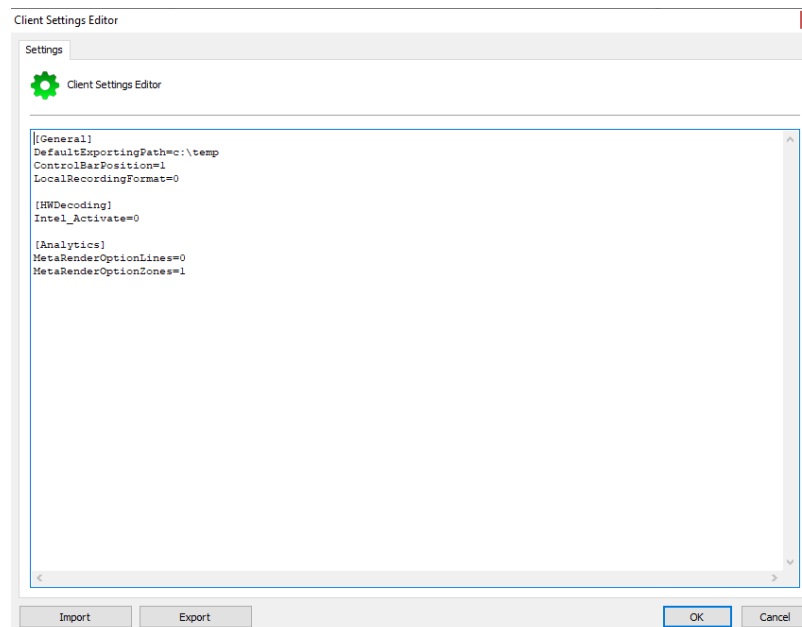 Client Settings Editor
Settings
Client Settings Editor
[General]
DefaultExportingPath=c:\temp
ControlBarPosition=1
LocalRecordingFormat=0
[HWDecoding]
Intel_Activate=0
[Analytics]
MetaRenderOptionLines=0
MetaRenderOptionZones=1
Import Export OK Cancel